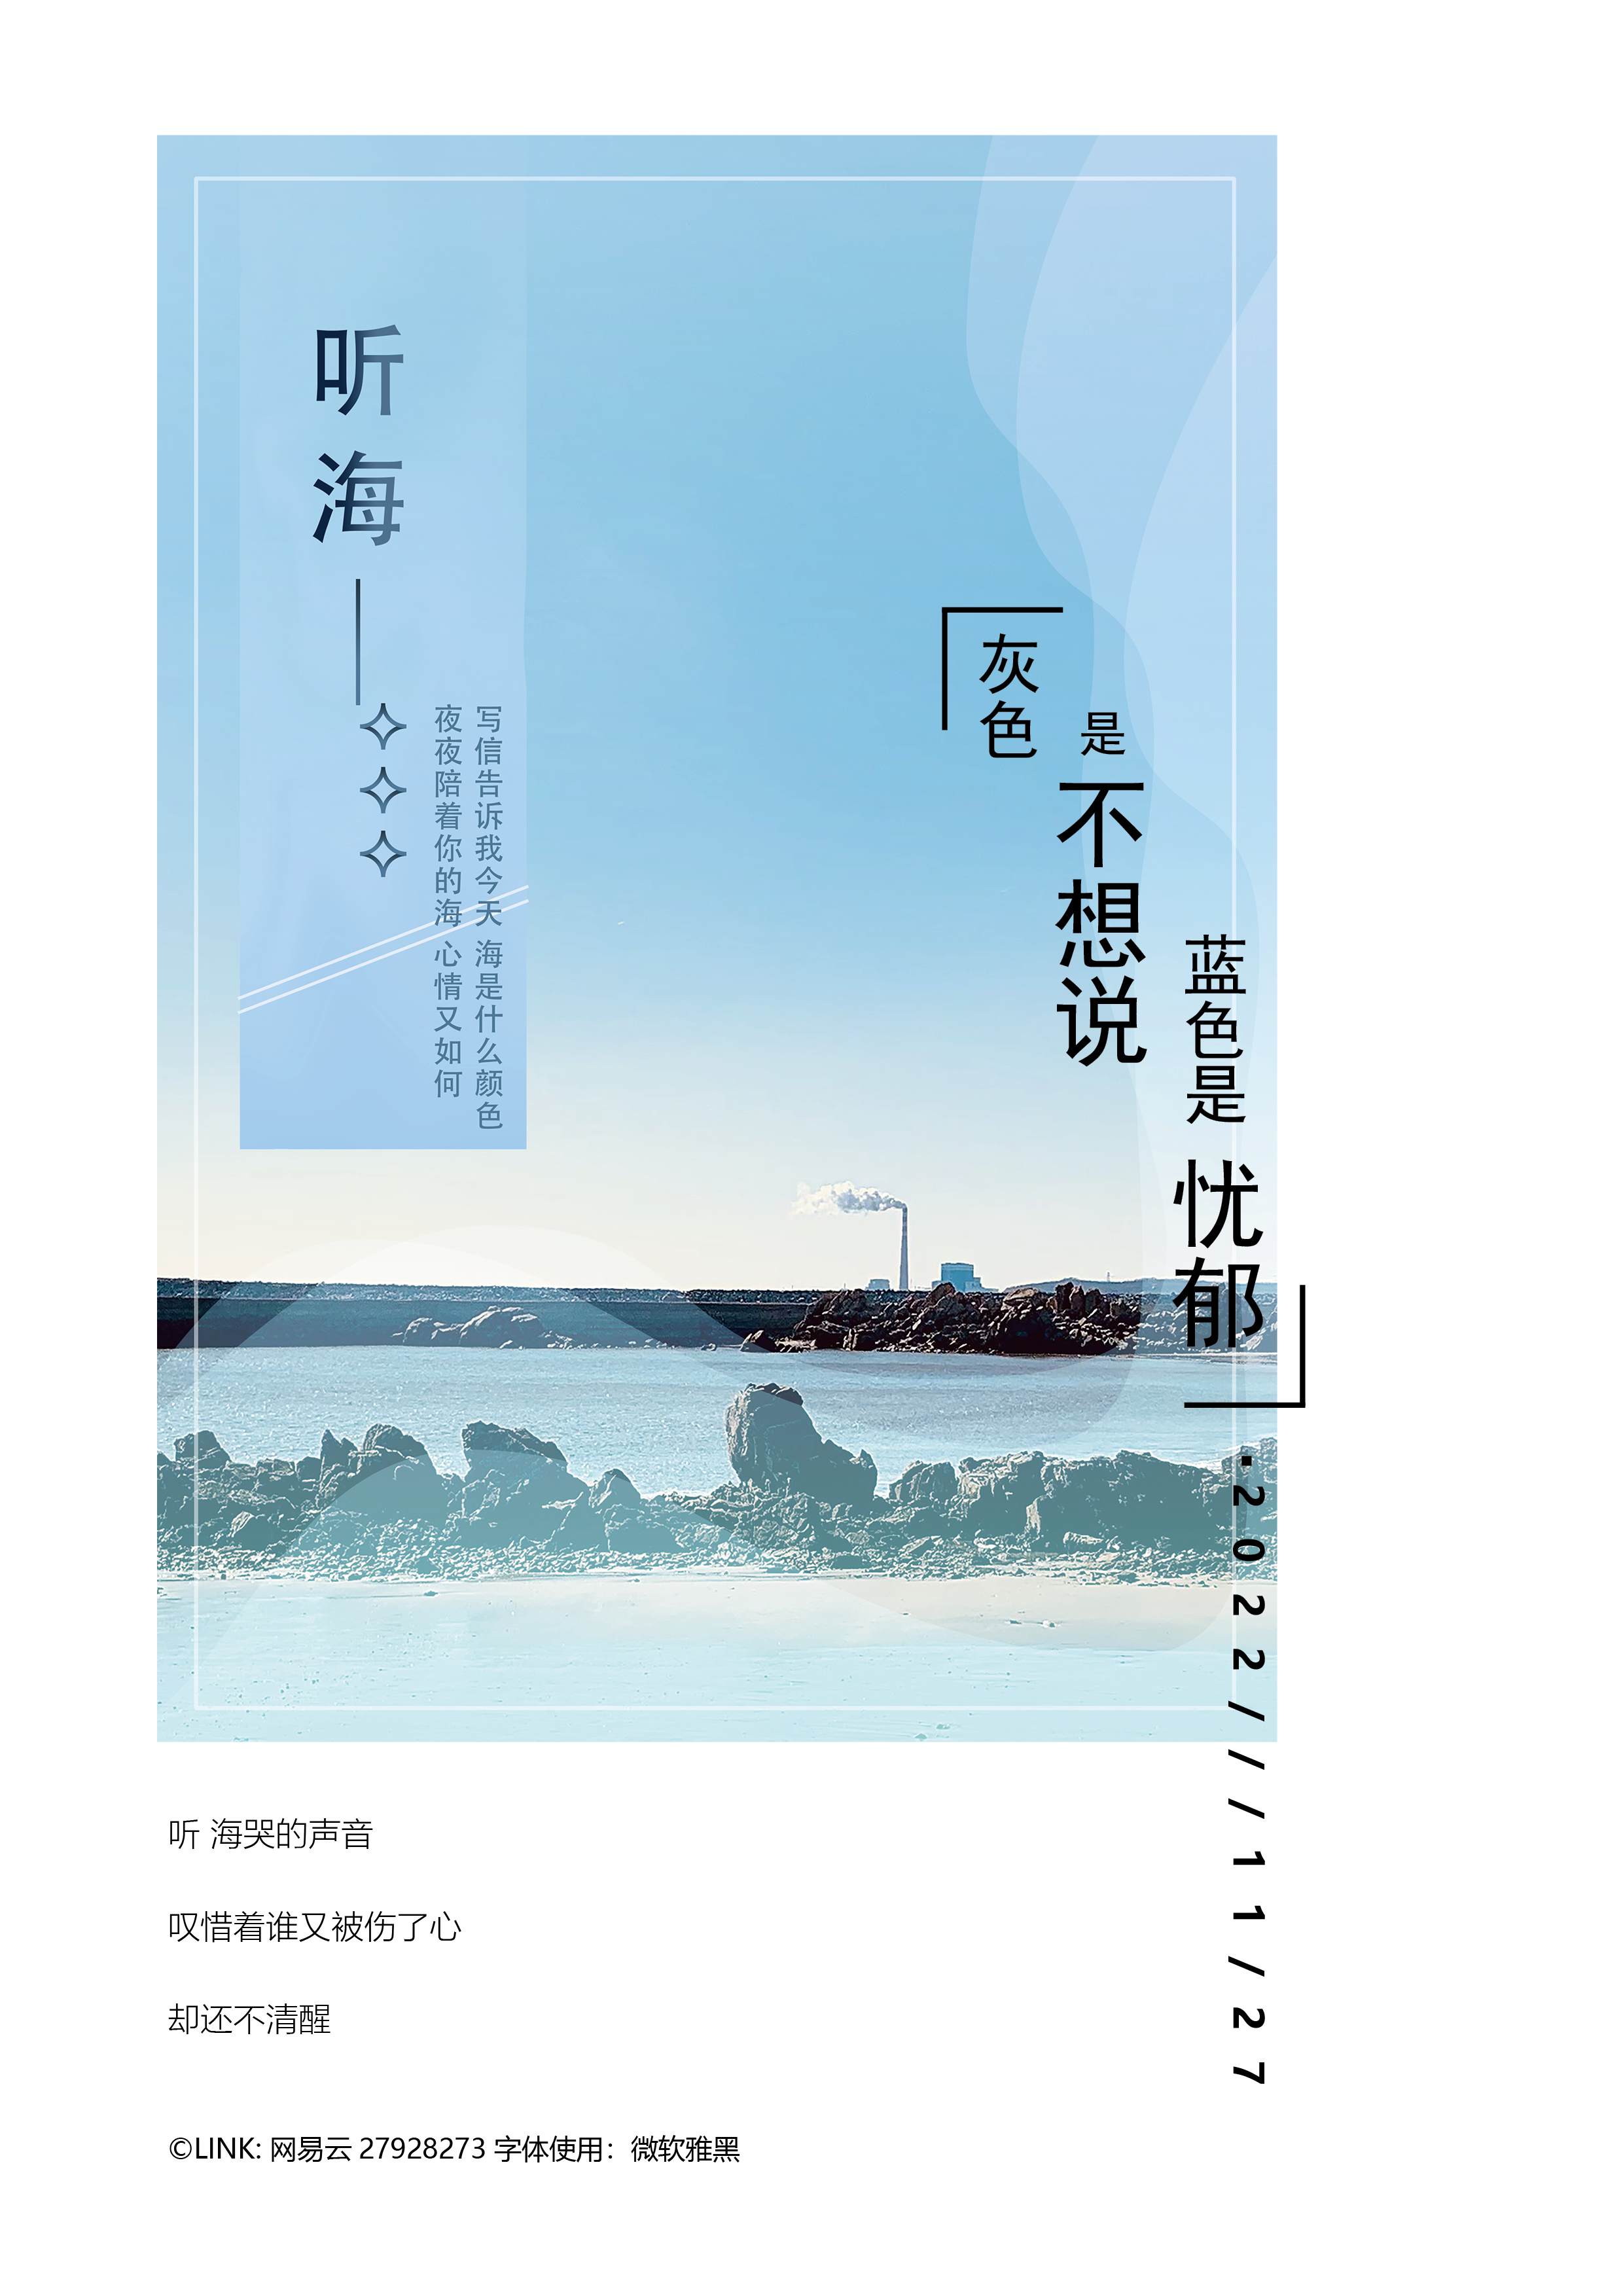 听海
写信告诉我今天 海是什么颜色
夜夜陪着你的海 心情又如何
「灰色
是
不想说
蓝色是
忧郁」
·2022///11/27
听 海哭的声音
叹惜着谁又被伤了心
却还不清醒
©LINK: 网易云 27928273 字体使用：微软雅黑